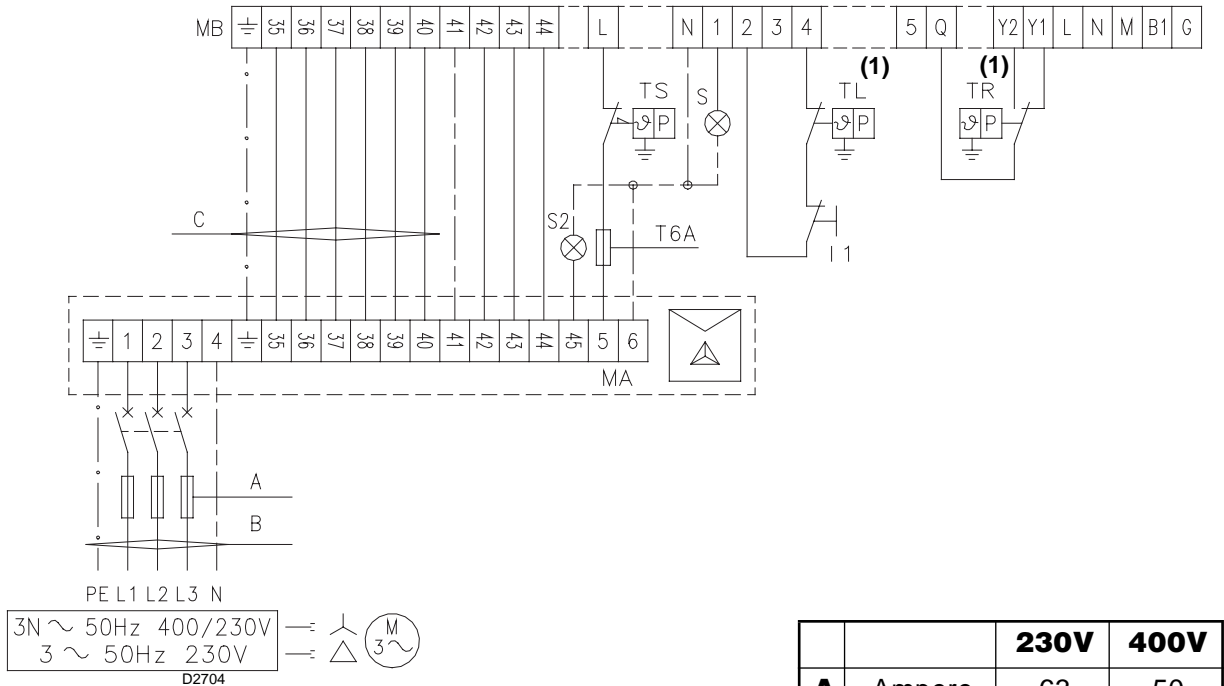 MB 35 36 37 38 39 40 41 42 43 44 L N 1 2 3 4 5 Q Y2 Y1 L N M B1 G
(1) (1)
TS S TL TR
P P P
C S2 T6A I1
1 2 3 4 35 36 37 38 39 40 41 42 43 44 45 5 6
MA
A
B
PE L1 L2 L3 N
3N ~ 50Hz 400/230V
3 ~ 50Hz 230V
M
3~
D2704
230V 400V
A Ampere 63 50